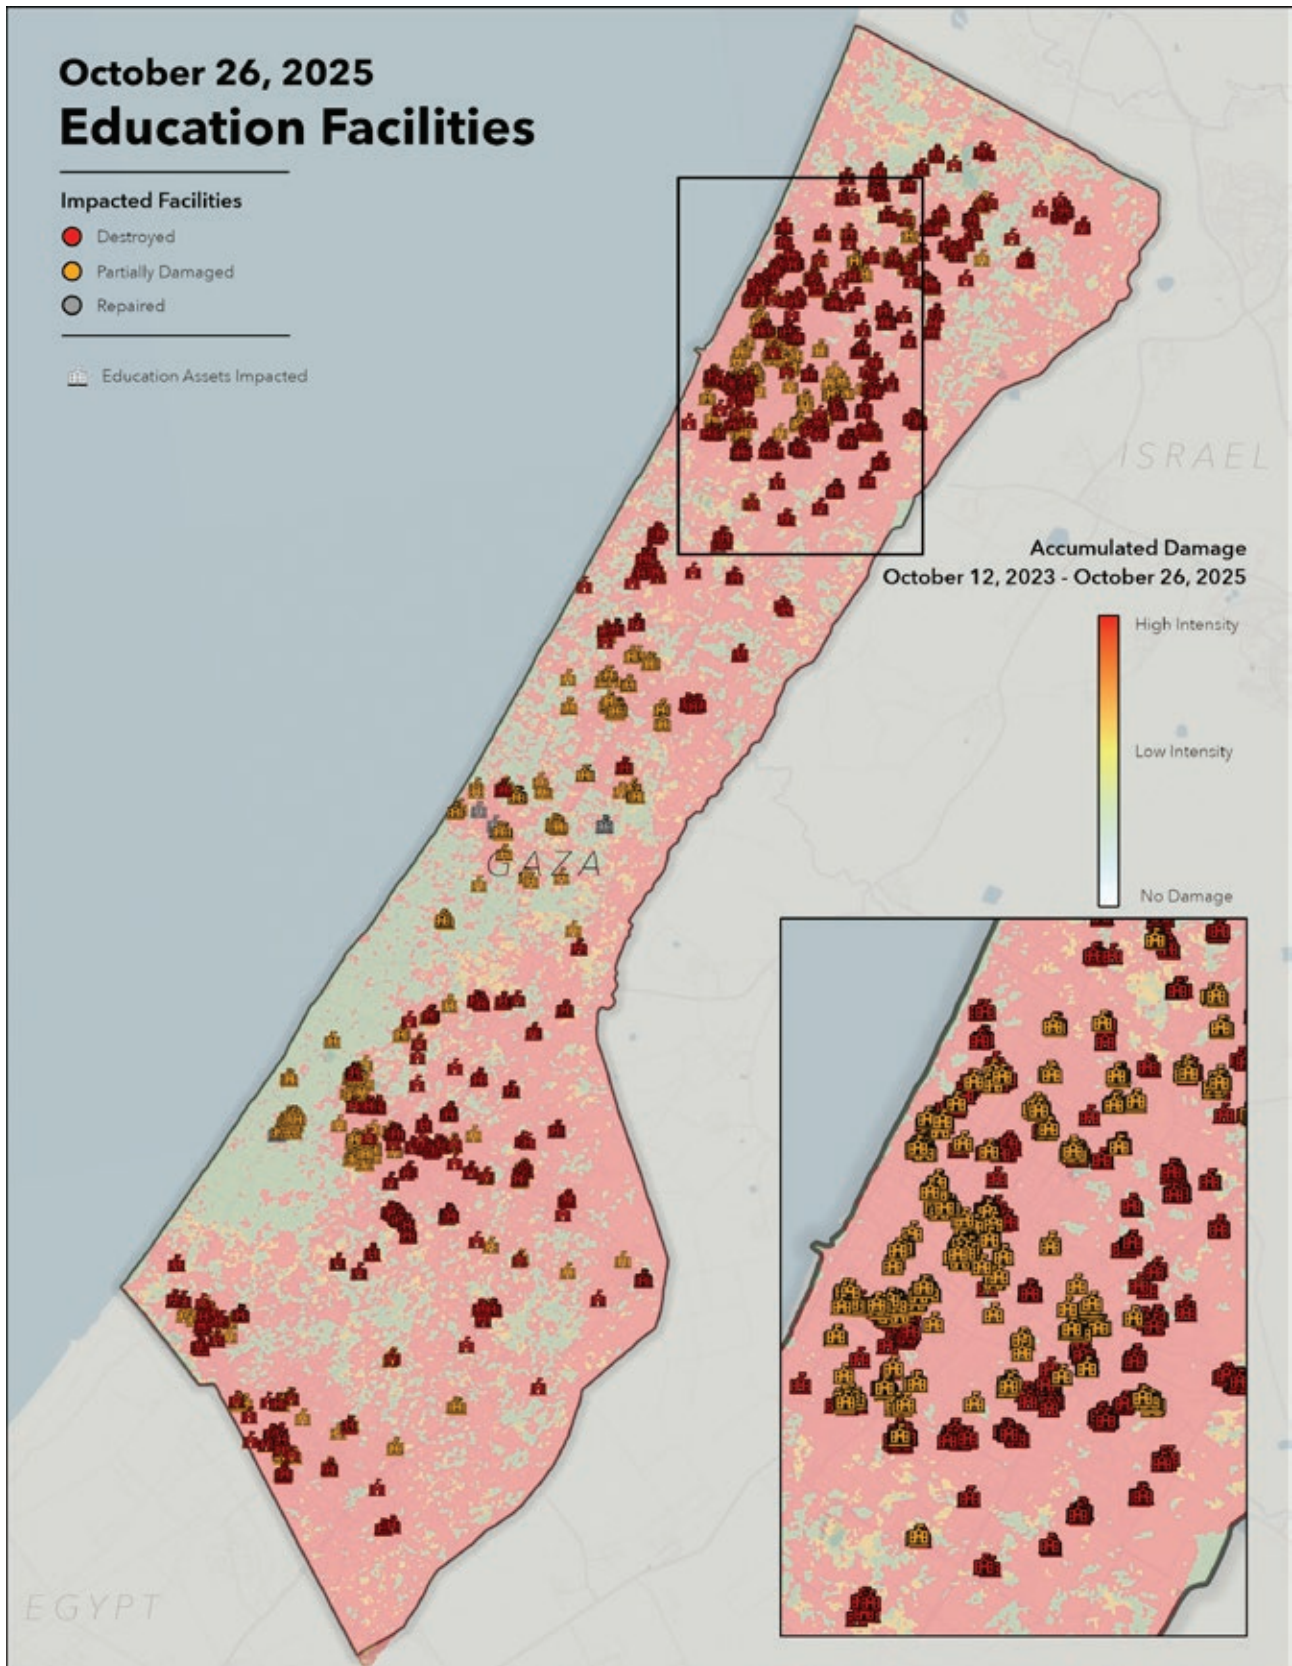 October 26, 2025
Education Facilities
Impacted Facilities
Destroyed
Partially Damaged
Repaired
Education Assets Impacted
ISRAEL
Accumulated Damage
October 12, 2023 - October 26, 2025
High Intensity
Low Intensity
No Damage
GAZA
EGYPT